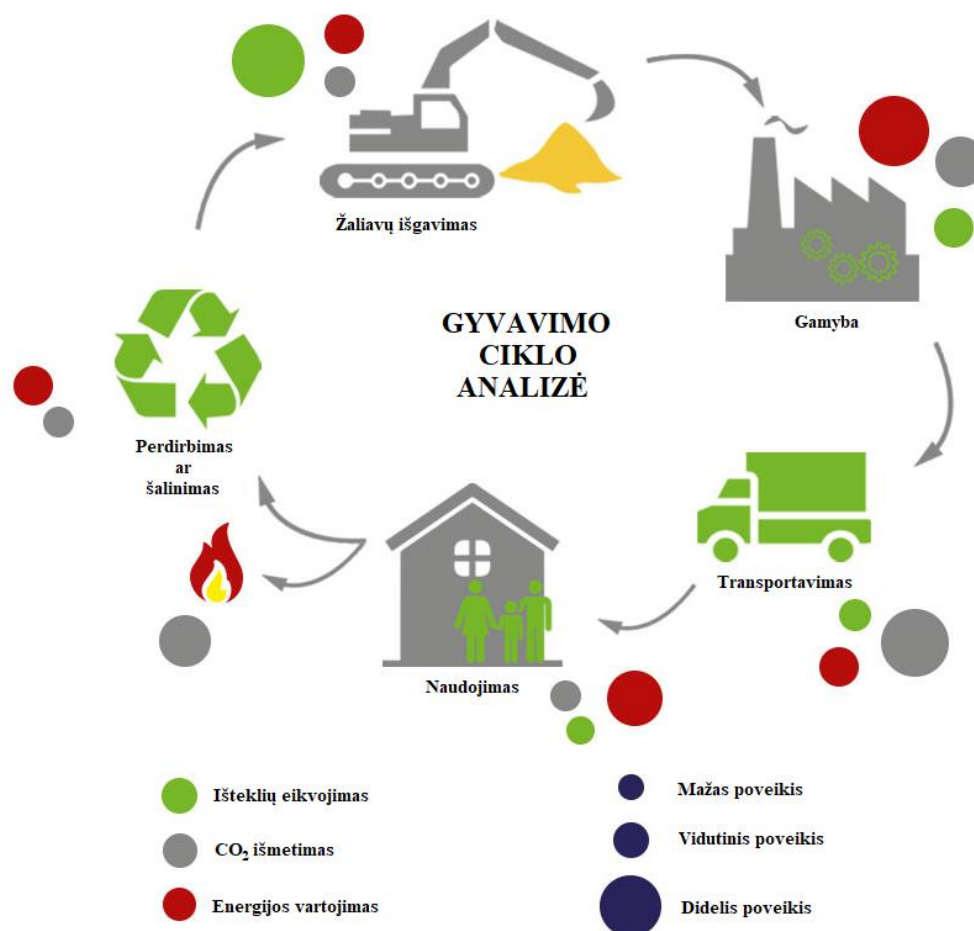 Žaliavų išgavimas
Gamyba
GYVAVIMO
CIKLO
ANALIZĖ
Perdirbimas
ar
šalinimas
Transportavimas
Naudojimas
Išteklių eikvojimas
CO₂ išmetimas
Energijos vartojimas
Mažas poveikis
Vidutinis poveikis
Didelis poveikis